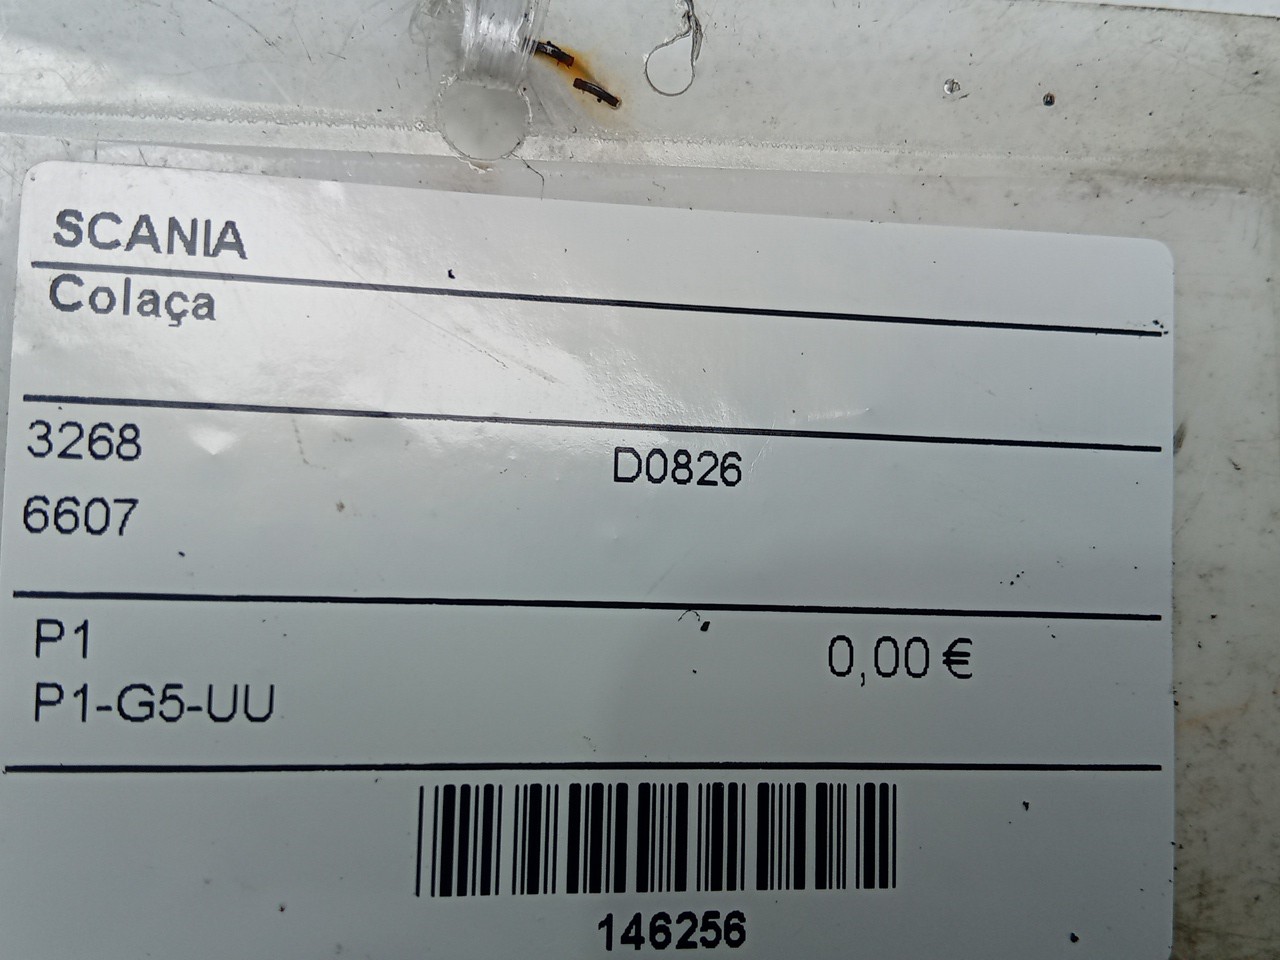 SCANIA
Colaça
3268 D0826
6607
P1 0,00 €
P1-G5-UU
146256